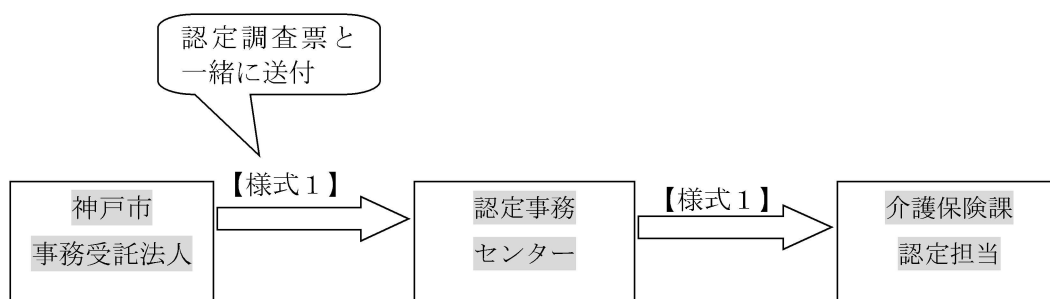 認定調査票と
一緒に送付
【様式１】
神戸市
事務受託法人
認定事務
センター
【様式１】
介護保険課
認定担当